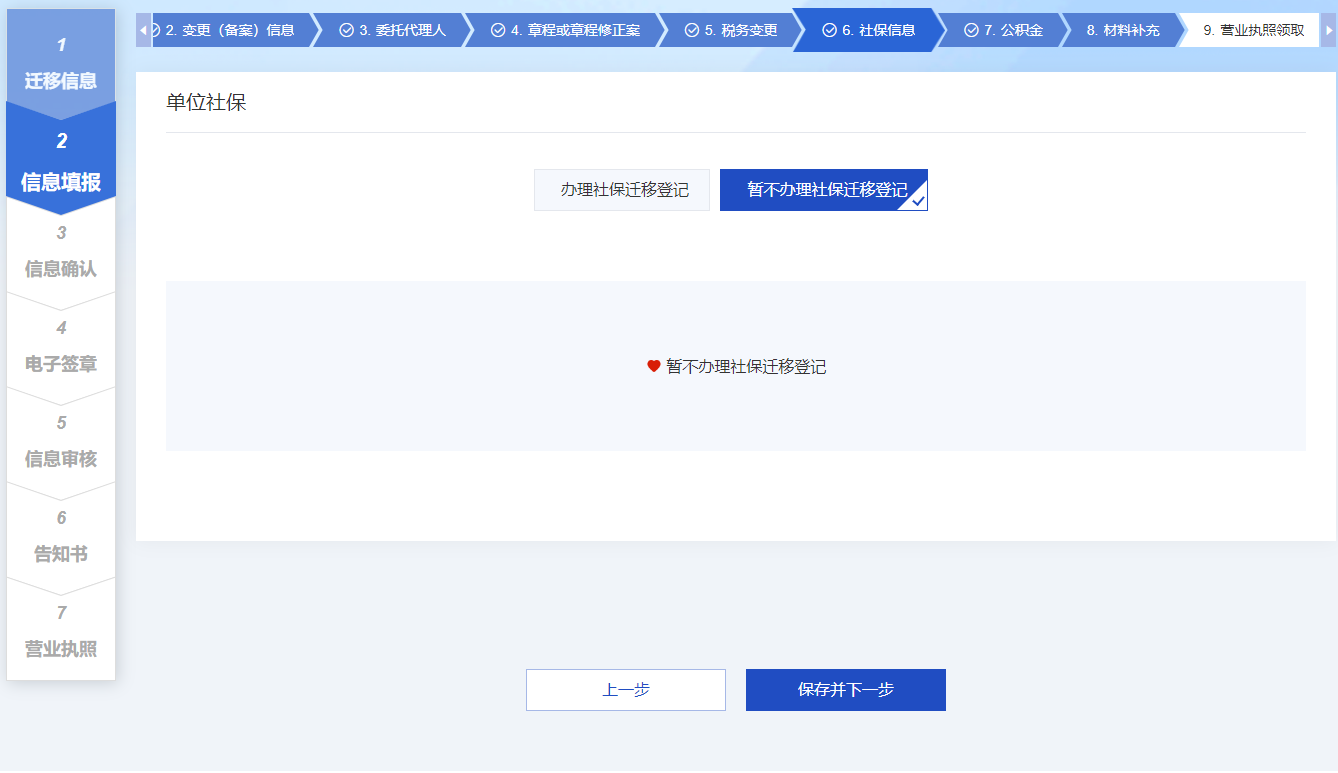 1
迁移信息
2
信息填报
3
信息确认
4
电子签章
5
信息审核
6
告知书
7
营业执照
2. 变更（备案）信息
3. 委托代理人
4. 章程或章程修正案
5. 税务变更
6. 社保信息
7. 公积金
8. 材料补充
9. 营业执照领取
单位社保
办理社保迁移登记
暂不办理社保迁移登记
暂不办理社保迁移登记
上一步
保存并下一步